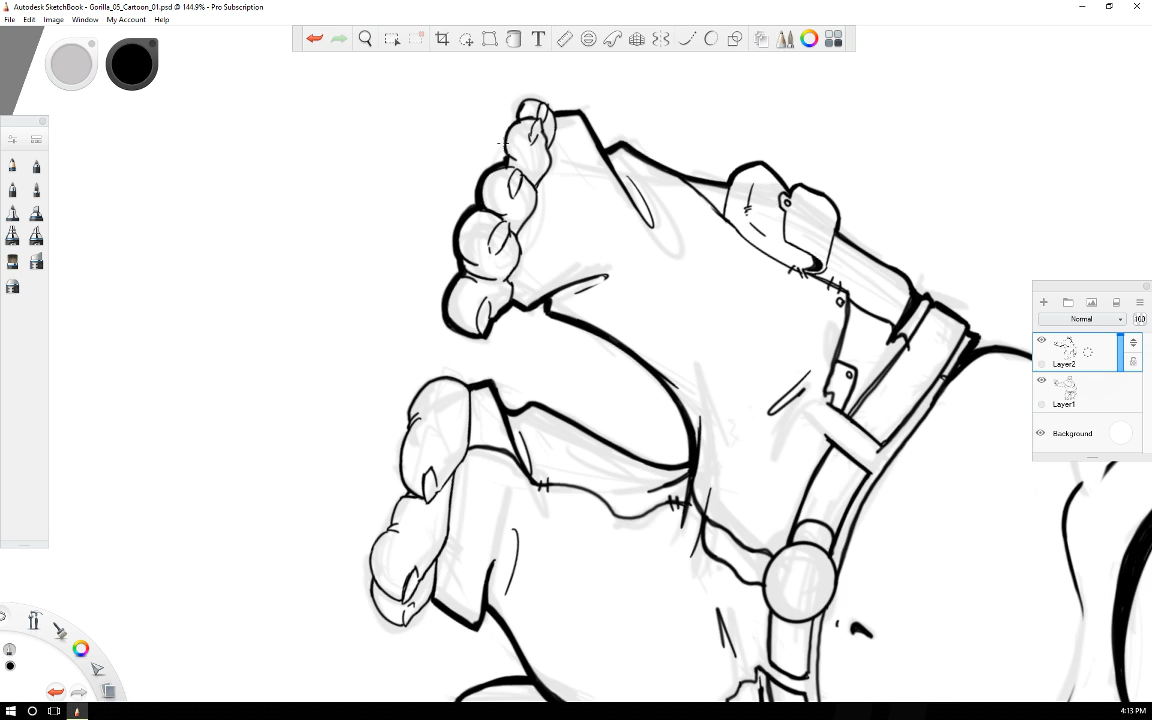 Autodesk SketchBook - Gorilla_05_Cartoon_01.psd @ 144.9% - Pro Subscription
File Edit Image Window My Account Help
T
Normal 100
Layer2
Layer1
Background
4:13 PM